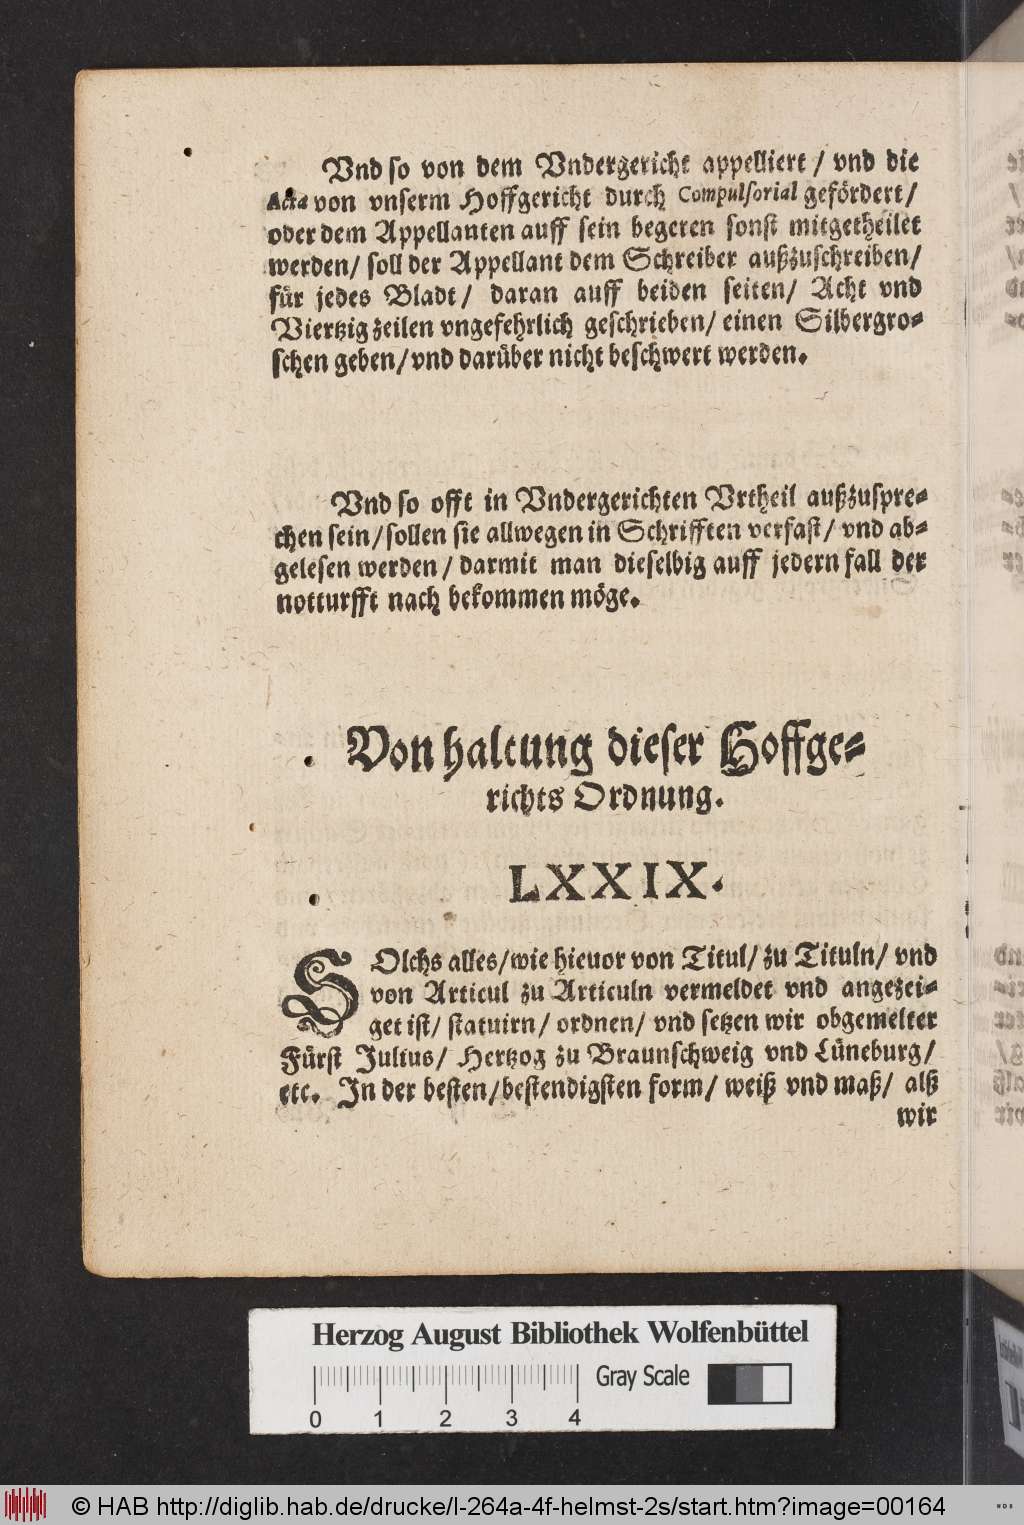 Vnd so von dem Vndergericht appelliert / vnd die
Acta von vnserm Hoffgericht durch Compulsorial gefördert /
oder dem Appellanten auff sein begeren sonst mitgetheilet
werden / soll der Appellant dem Schreiber außzuschreiben /
für jedes Bladt / daran auff beiden seiten / Acht vnd
Viertzig zeilen vngefehrlich geschrieben / einen Silbergro-
schen geben / vnd darüber nicht beschwert werden.
Vnd so offt in Vndergerichten Vrtheil außzuspre-
chen sein / sollen sie allwegen in Schrifften verfast / vnd ab-
gelesen werden / darmit man dieselbig auff jedern fall der
notturfft nach bekommen möge.
Von haltung dieser Hoffge-
richts Ordnung.
LXXIX.
SOlchs alles / wie hieuor von Titul / zu Tituln / vnd
von Articul zu Articuln vermeldet vnd angezei-
get ist / statuirn / ordnen / vnd setzen wir obgemelter
Fürst Julius / Hertzog zu Braunschweig vnd Lüneburg /
etc. In der besten / bestendigsten form / weiß vnd maß / alß
wir
Herzog August Bibliothek Wolfenbüttel
Gray Scale
0 1 2 3 4
© HAB http://diglib.hab.de/drucke/l-264a-4f-helmst-2s/start.htm?image=00164